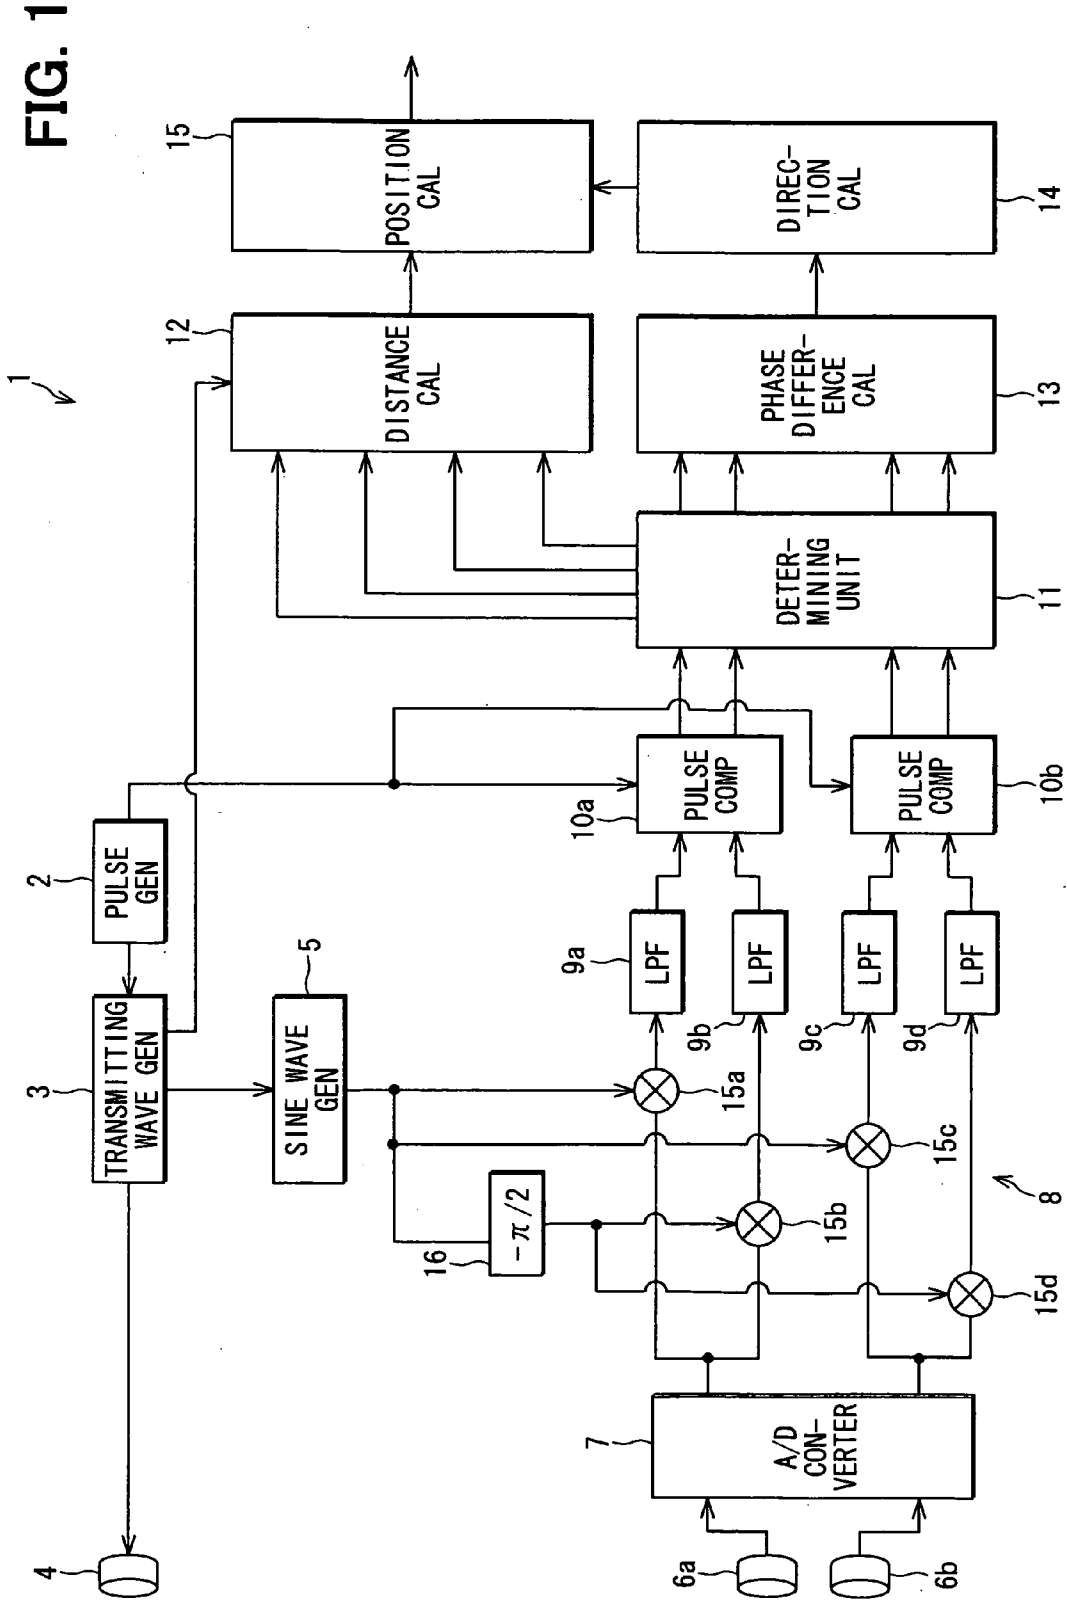 FIG. 1
1
4
3
TRANSMITTING
WAVE GEN
2
PULSE
GEN
5
SINE WAVE
GEN
16
-π/2
12
DISTANCE
CAL
15
POSITION
CAL
6a
6b
7
A/D
CON-
VERTER
15a
15b
15c
15d
8
9a
LPF
9b
LPF
9c
LPF
9d
LPF
10a
PULSE
COMP
10b
PULSE
COMP
11
DETER-
MINING
UNIT
13
PHASE
DIFFER-
ENCE
CAL
14
DIREC-
TION
CAL